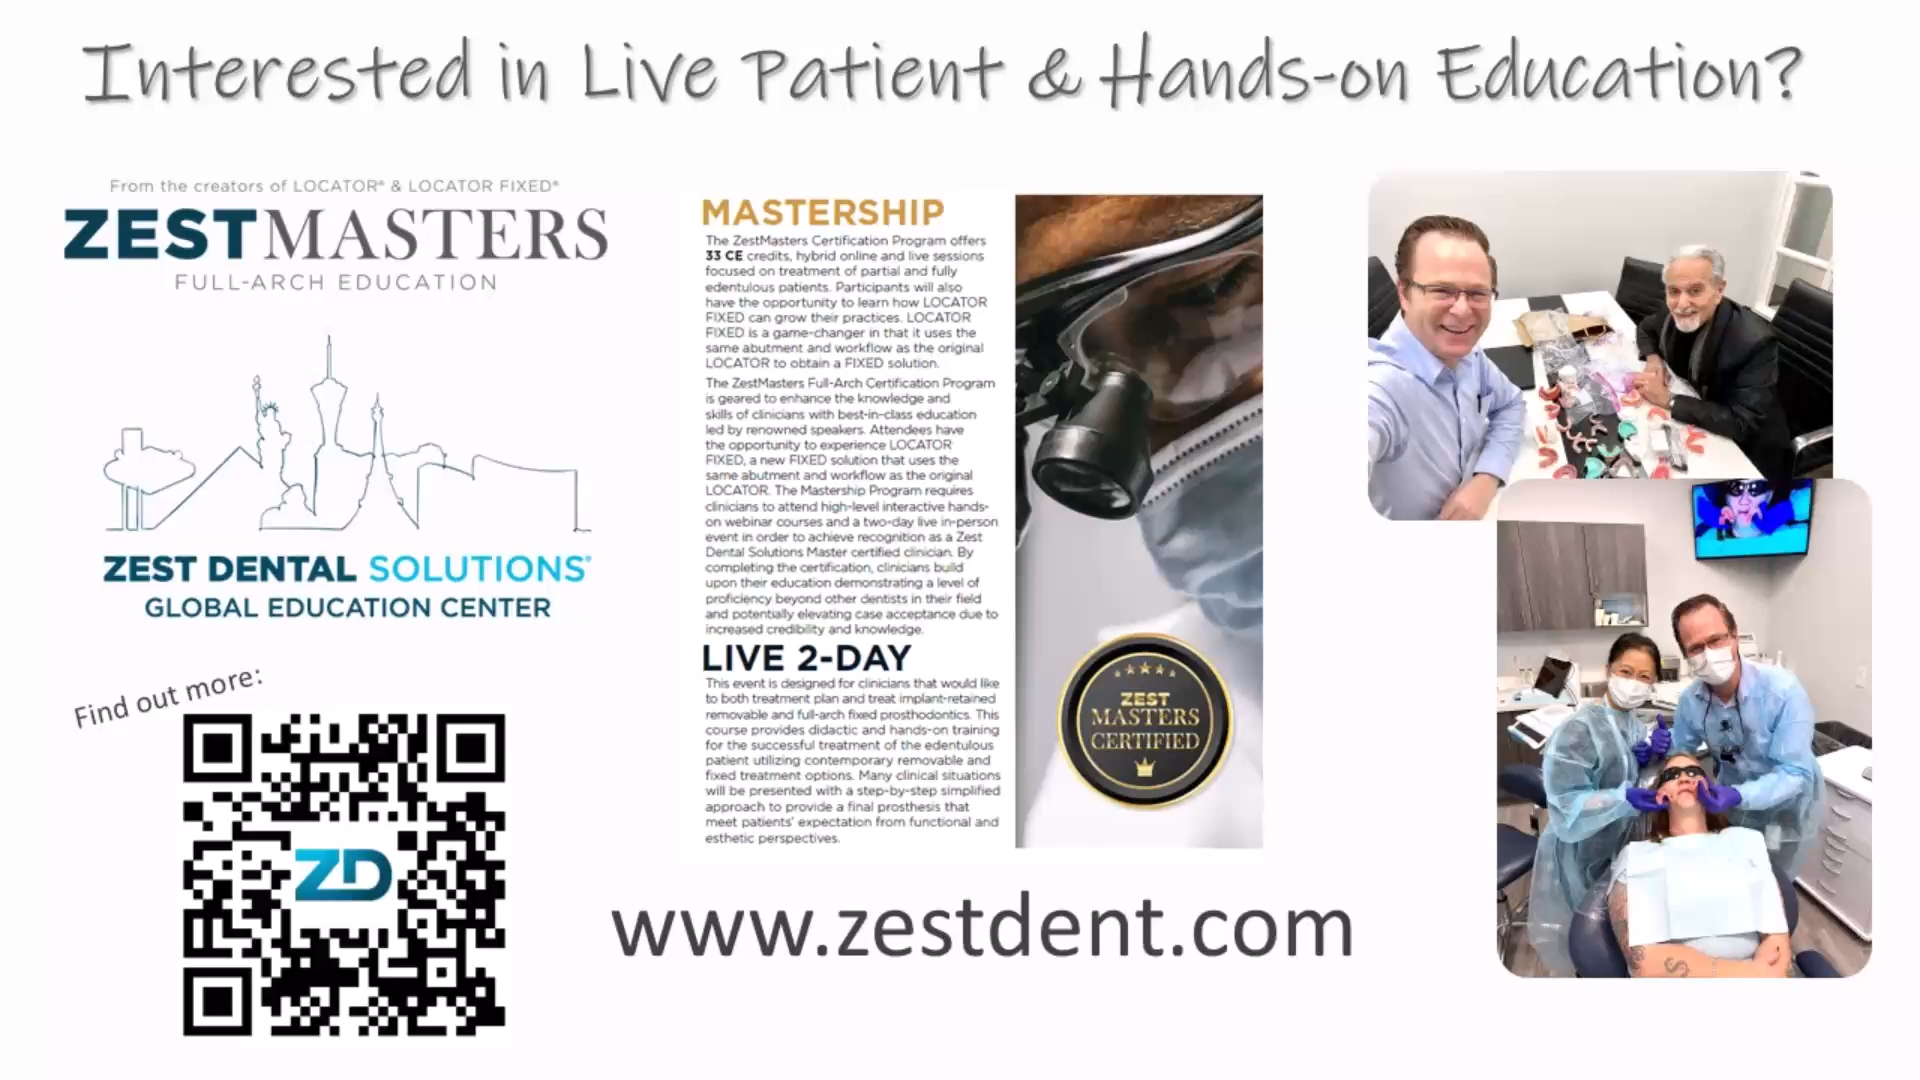 Interested in Live Patient & Hands-on Education?
From the creators of LOCATOR® & LOCATOR FIXED®
ZESTMASTERS
FULL-ARCH EDUCATION
ZEST DENTAL SOLUTIONS®
GLOBAL EDUCATION CENTER
Find out more:
ZD
MASTERSHIP
The ZestMasters Certification Program offers
33 CE credits, hybrid online and live sessions
focused on treatment of partial and fully
edentulous patients. Participants will also
have the opportunity to learn how LOCATOR
FIXED can grow their practices. LOCATOR
FIXED is a game-changer in that it uses the
same abutment and workflow as the original
LOCATOR to obtain a FIXED solution.
The ZestMasters Full-Arch Certification Program
is geared to enhance the knowledge and
skills of clinicians with best-in-class education
led by renowned speakers. Attendees have
the opportunity to experience LOCATOR
FIXED, a new FIXED solution that uses the
same abutment and workflow as the original
LOCATOR. The Mastership Program requires
clinicians to attend high-level interactive hands-
on webinar courses and a two-day live in-person
event in order to achieve recognition as a Zest
Dental Solutions Master certified clinician. By
completing the certification, clinicians build
upon their education demonstrating a level of
proficiency beyond other dentists in their field
and potentially elevating case acceptance due to
increased credibility and knowledge.
LIVE 2-DAY
This event is designed for clinicians that would like
to both treatment plan and treat implant-retained
removable and full-arch fixed prosthodontics. This
course provides didactic and hands-on training
for the successful treatment of the edentulous
patient utilizing contemporary removable and
fixed treatment options. Many clinical situations
will be presented with a step-by-step simplified
approach to provide a final prosthesis that
meet patients' expectation from functional and
esthetic perspectives.
ZEST
MASTERS
CERTIFIED
www.zestdent.com